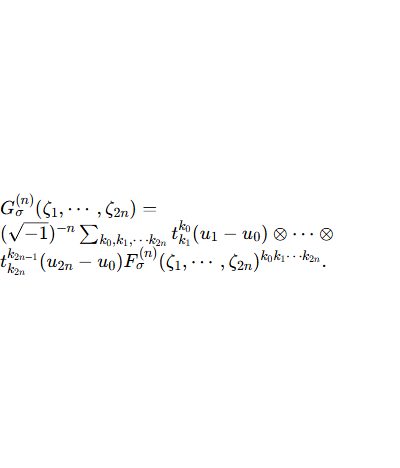 $G_{\sigma}^{(n)}(\zeta_1, \cdots, \zeta_{2n}) =$
$(\sqrt{-1})^{-n} \sum_{k_0, k_1, \cdots k_{2n}} t_{k_1}^{k_0}(u_1 - u_0) \otimes \cdots \otimes$
$t_{k_{2n}}^{k_{2n-1}}(u_{2n} - u_0) F_{\sigma}^{(n)}(\zeta_1, \cdots, \zeta_{2n})^{k_0 k_1 \cdots k_{2n}}.$